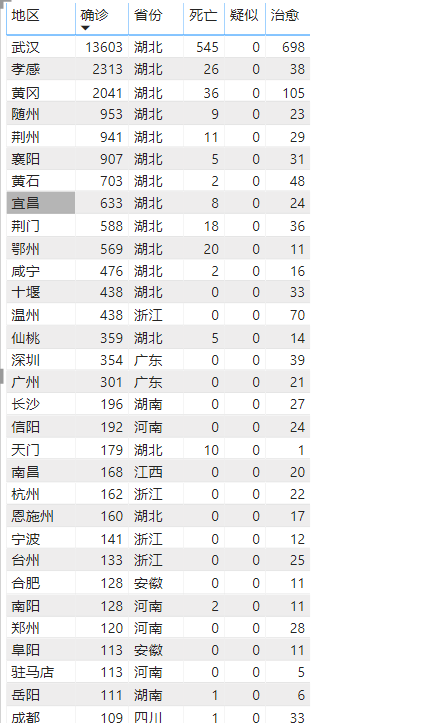 地区 确诊 省份 死亡 疑似 治愈
武汉 13603 湖北 545 0 698
孝感 2313 湖北 26 0 38
黄冈 2041 湖北 36 0 105
随州 953 湖北 9 0 23
荆州 941 湖北 11 0 29
襄阳 907 湖北 5 0 31
黄石 703 湖北 2 0 48
宜昌 633 湖北 8 0 24
荆门 588 湖北 18 0 36
鄂州 569 湖北 20 0 11
咸宁 476 湖北 2 0 16
十堰 438 湖北 0 0 33
温州 438 浙江 0 0 70
仙桃 359 湖北 5 0 14
深圳 354 广东 0 0 39
广州 301 广东 0 0 21
长沙 196 湖南 0 0 27
信阳 192 河南 0 0 24
天门 179 湖北 10 0 1
南昌 168 江西 0 0 20
杭州 162 浙江 0 0 22
恩施州 160 湖北 0 0 17
宁波 141 浙江 0 0 12
台州 133 浙江 0 0 25
合肥 128 安徽 0 0 11
南阳 128 河南 2 0 11
郑州 120 河南 0 0 28
阜阳 113 安徽 0 0 11
驻马店 113 河南 0 0 5
岳阳 111 湖南 1 0 6
成都 109 四川 1 0 33